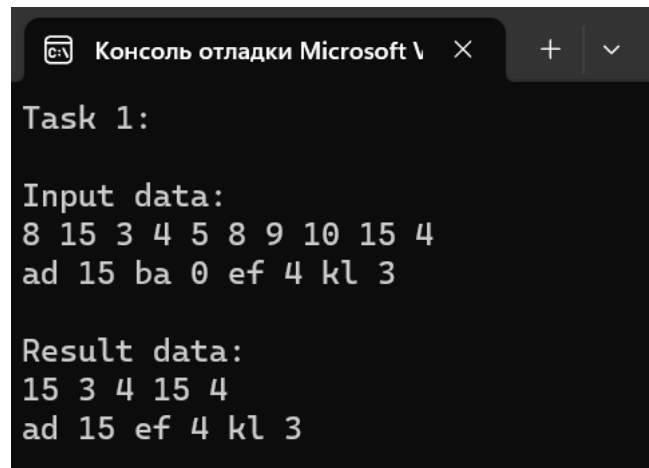 Консоль отладки Microsoft V
Task 1:
Input data:
8 15 3 4 5 8 9 10 15 4
ad 15 ba 0 ef 4 kl 3
Result data:
15 3 4 15 4
ad 15 ef 4 kl 3